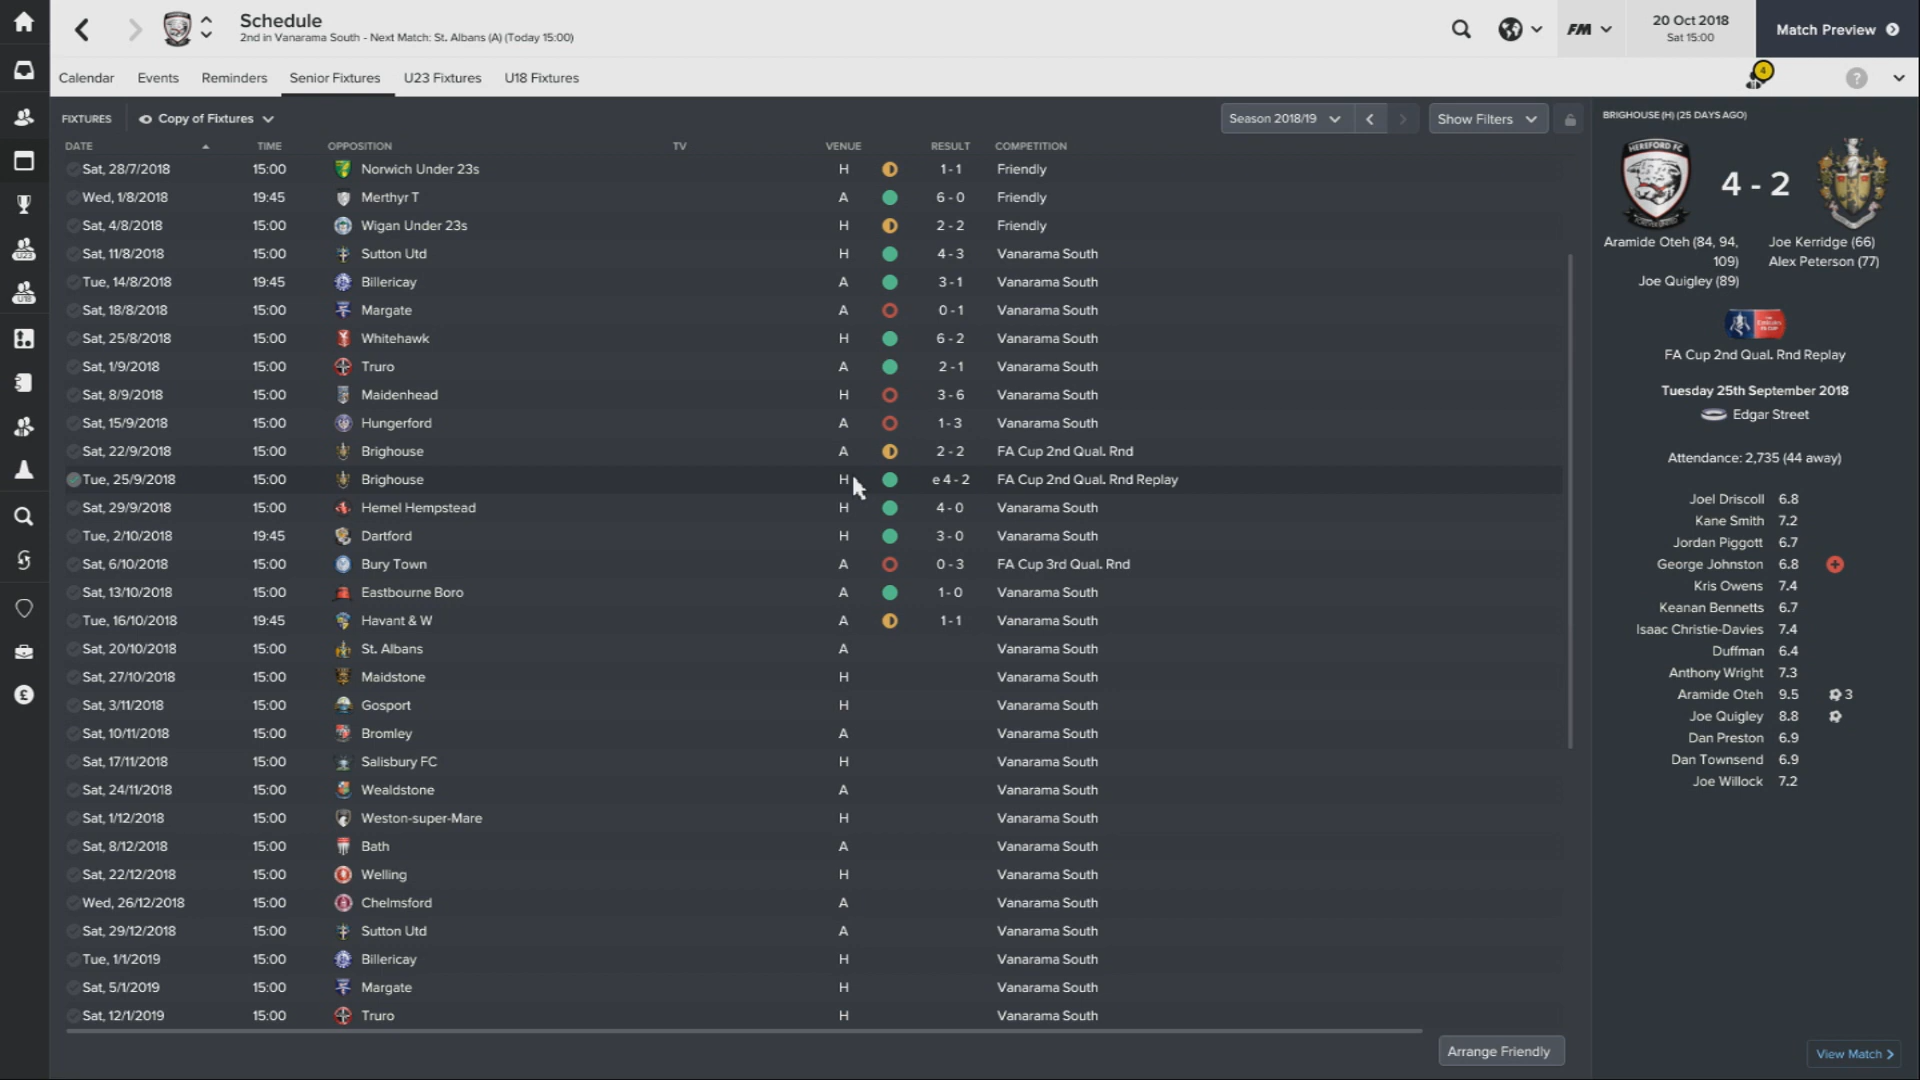 Schedule
2nd in Vanarama South - Next Match: St. Albans (A) (Today 15:00)
FM
20 Oct 2018
Sat 15:00
Match Preview
Calendar Events Reminders Senior Fixtures U23 Fixtures U18 Fixtures
4
?
FIXTURES Copy of Fixtures Season 2018/19 Show Filters
DATE TIME OPPOSITION TV VENUE RESULT COMPETITION
Sat, 28/7/2018 15:00 Norwich Under 23s H 1 - 1 Friendly
Wed, 1/8/2018 19:45 Merthyr T A 6 - 0 Friendly
Sat, 4/8/2018 15:00 Wigan Under 23s H 2 - 2 Friendly
Sat, 11/8/2018 15:00 Sutton Utd H 4 - 3 Vanarama South
Tue, 14/8/2018 19:45 Billericay A 3 - 1 Vanarama South
Sat, 18/8/2018 15:00 Margate A 0 - 1 Vanarama South
Sat, 25/8/2018 15:00 Whitehawk H 6 - 2 Vanarama South
Sat, 1/9/2018 15:00 Truro A 2 - 1 Vanarama South
Sat, 8/9/2018 15:00 Maidenhead H 3 - 6 Vanarama South
Sat, 15/9/2018 15:00 Hungerford A 1 - 3 Vanarama South
Sat, 22/9/2018 15:00 Brighouse A 2 - 2 FA Cup 2nd Qual. Rnd
Tue, 25/9/2018 15:00 Brighouse H e 4 - 2 FA Cup 2nd Qual. Rnd Replay
Sat, 29/9/2018 15:00 Hemel Hempstead H 4 - 0 Vanarama South
Tue, 2/10/2018 19:45 Dartford H 3 - 0 Vanarama South
Sat, 6/10/2018 15:00 Bury Town A 0 - 3 FA Cup 3rd Qual. Rnd
Sat, 13/10/2018 15:00 Eastbourne Boro A 1 - 0 Vanarama South
Tue, 16/10/2018 19:45 Havant & W A 1 - 1 Vanarama South
Sat, 20/10/2018 15:00 St. Albans A Vanarama South
Sat, 27/10/2018 15:00 Maidstone H Vanarama South
Sat, 3/11/2018 15:00 Gosport H Vanarama South
Sat, 10/11/2018 15:00 Bromley A Vanarama South
Sat, 17/11/2018 15:00 Salisbury FC H Vanarama South
Sat, 24/11/2018 15:00 Wealdstone A Vanarama South
Sat, 1/12/2018 15:00 Weston-super-Mare H Vanarama South
Sat, 8/12/2018 15:00 Bath A Vanarama South
Sat, 22/12/2018 15:00 Welling H Vanarama South
Wed, 26/12/2018 15:00 Chelmsford A Vanarama South
Sat, 29/12/2018 15:00 Sutton Utd A Vanarama South
Tue, 1/1/2019 15:00 Billericay H Vanarama South
Sat, 5/1/2019 15:00 Margate H Vanarama South
Sat, 12/1/2019 15:00 Truro H Vanarama South
Arrange Friendly
BRIGHOUSE (H) (25 DAYS AGO)
HEREFORD FC
4 - 2
Aramide Oteh (84, 94, 109)
Joe Quigley (89)
Joe Kerridge (66)
Alex Peterson (77)
FA Cup 2nd Qual. Rnd Replay
Tuesday 25th September 2018
Edgar Street
Attendance: 2,735 (44 away)
Joel Driscoll 6.8
Kane Smith 7.2
Jordan Piggott 6.7
George Johnston 6.8
Kris Owens 7.4
Keanan Bennetts 6.7
Isaac Christie-Davies 7.4
Duffman 6.4
Anthony Wright 7.3
Aramide Oteh 9.5 3
Joe Quigley 8.8
Dan Preston 6.9
Dan Townsend 6.9
Joe Willock 7.2
View Match